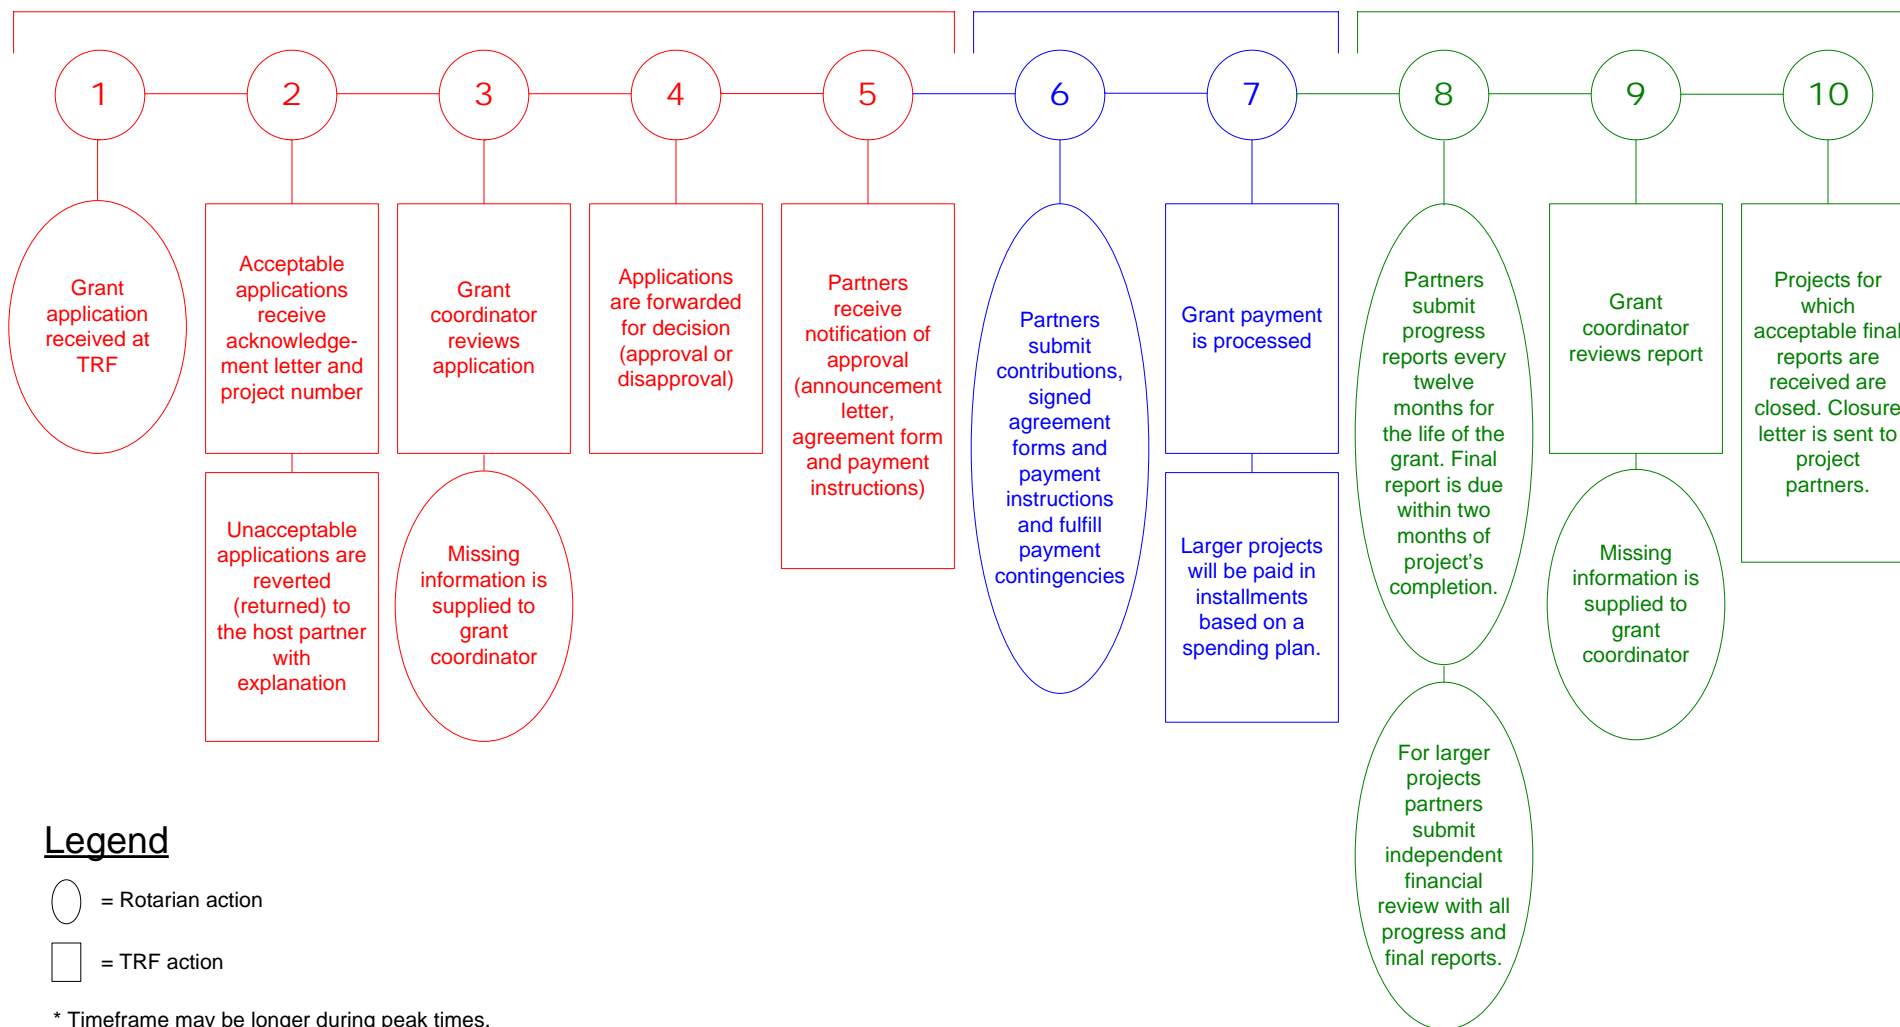 1
2
3
4
5
6
7
8
9
10
Grant
application
received at
TRF
Acceptable
applications
receive
acknowledge-
ment letter and
project number
Unacceptable
applications are
reverted
(returned) to
the host partner
with
explanation
Grant
coordinator
reviews
application
Missing
information is
supplied to
grant
coordinator
Applications
are forwarded
for decision
(approval or
disapproval)
Partners
receive
notification of
approval
(announcement
letter,
agreement form
and payment
instructions)
Partners
submit
contributions,
signed
agreement
forms and
payment
instructions
and fulfill
payment
contingencies
Grant payment
is processed
Larger projects
will be paid in
installments
based on a
spending plan.
Partners
submit
progress
reports every
twelve
months for
the life of the
grant. Final
report is due
within two
months of
project’s
completion.
For larger
projects
partners
submit
independent
financial
review with all
progress and
final reports.
Grant
coordinator
reviews report
Missing
information is
supplied to
grant
coordinator
Projects for
which
acceptable final
reports are
received are
closed. Closure
letter is sent to
project
partners.
Legend
= Rotarian action
= TRF action
* Timeframe may be longer during peak times.